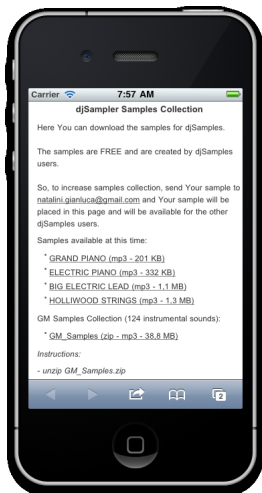 Carrier 7:57 AM
djSampler Samples Collection
Here You can download the samples for djSamples.
The samples are FREE and are created by djSamples
users.
So, to increase samples collection, send Your sample to
natalini.gianluca@gmail.com and Your sample will be
placed in this page and will be available for the other
djSamples users.
Samples available at this time:
* GRAND PIANO (mp3 - 201 KB)
* ELECTRIC PIANO (mp3 - 332 KB)
* BIG ELECTRIC LEAD (mp3 - 1,1 MB)
* HOLLIWOOD STRINGS (mp3 - 1,3 MB)
GM Samples Collection (124 instrumental sounds):
* GM_Samples (zip - mp3 - 38,8 MB)
Instructions:
- unzip GM_Samples.zip
2